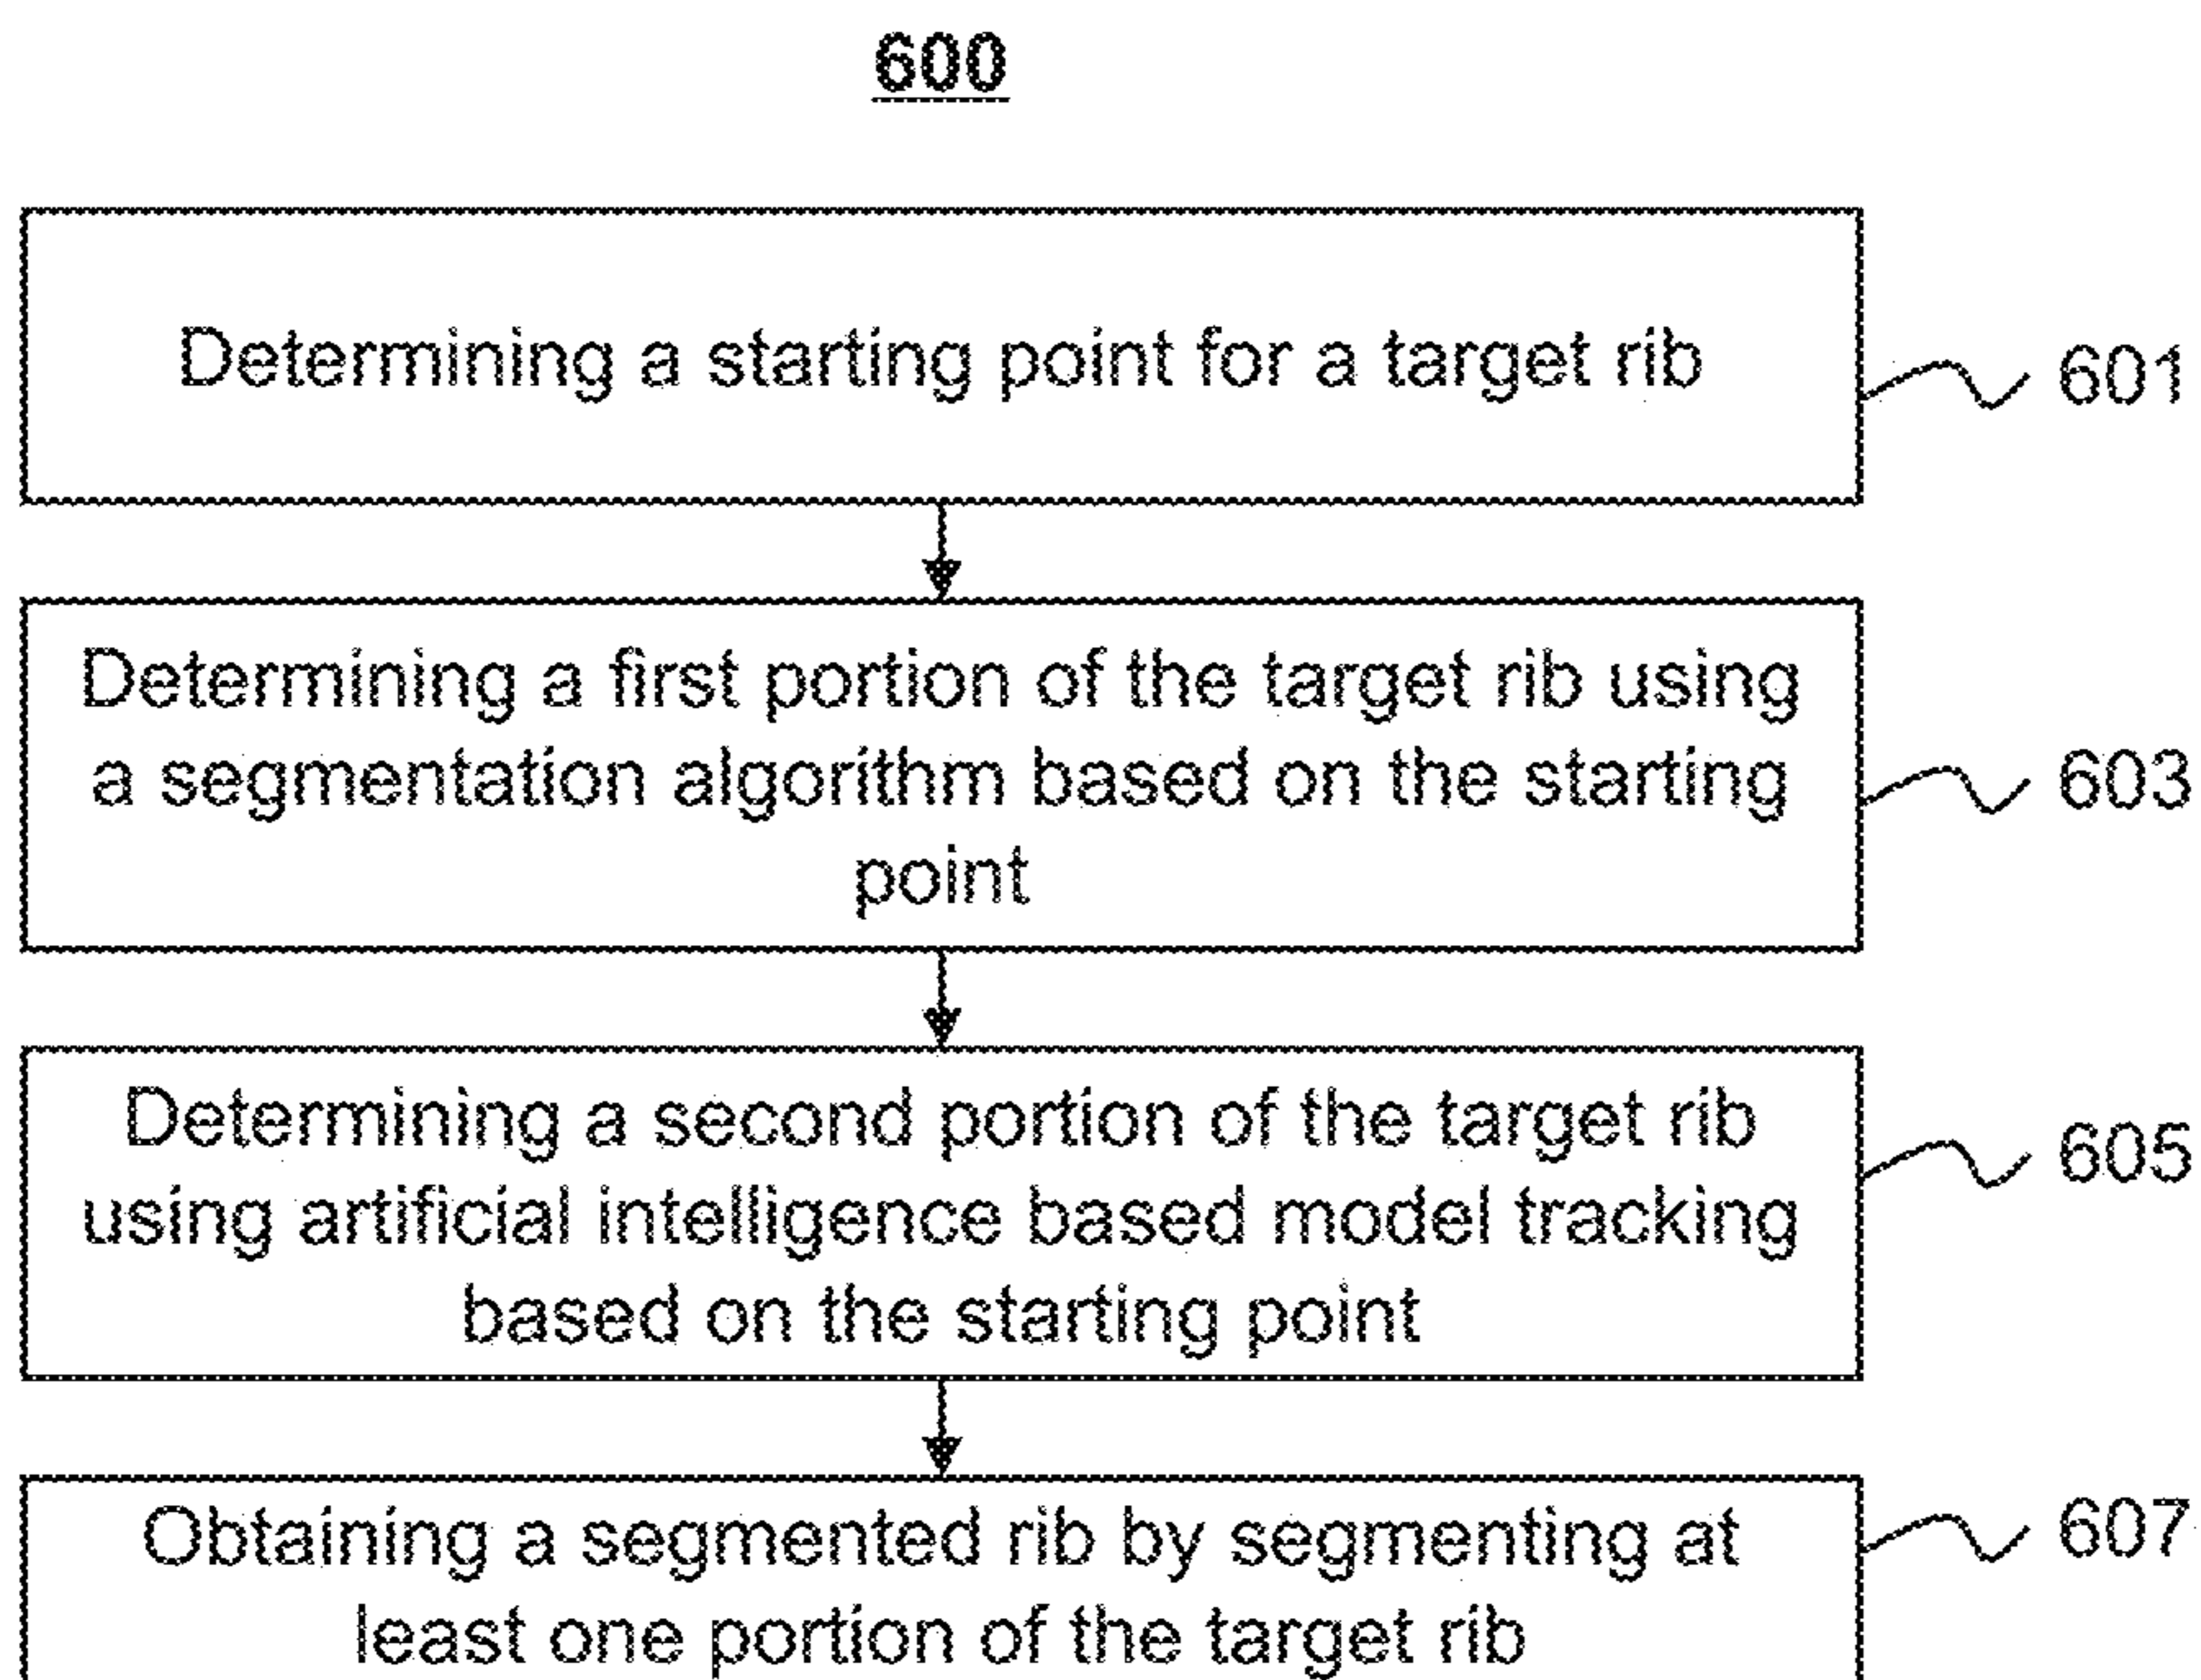 600
Determining a starting point for a target rib
601
Determining a first portion of the target rib using
a segmentation algorithm based on the starting
point
603
Determining a second portion of the target rib
using artificial intelligence based model tracking
based on the starting point
605
Obtaining a segmented rib by segmenting at
least one portion of the target rib
607